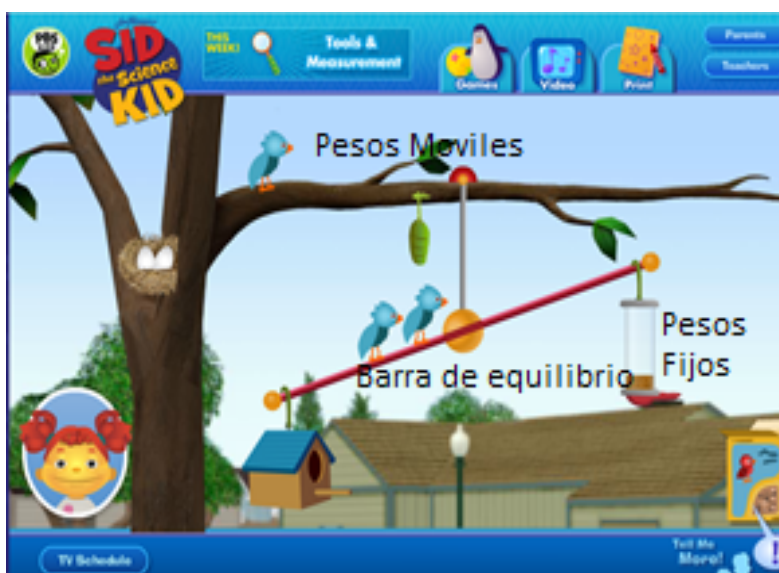 PBS
KIDS
SID
the Science
KID
THIS
WEEK!
Tools &
Measurement
Games
Video
Print
Parents
Teachers
Pesos Moviles
Pesos
Fijos
Barra de equilibrio
TV Schedule
Tell Me
More!
!